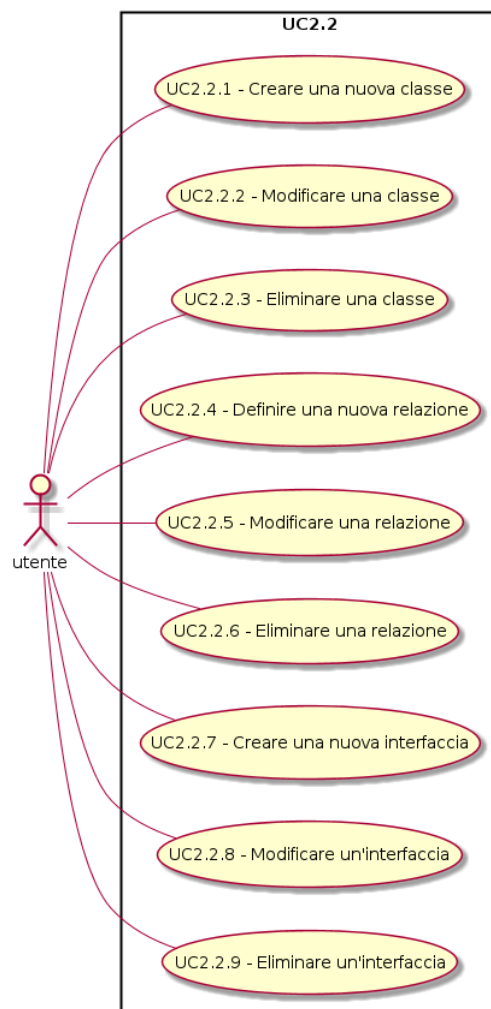 UC2.2
UC2.2.1 - Creare una nuova classe
UC2.2.2 - Modificare una classe
UC2.2.3 - Eliminare una classe
UC2.2.4 - Definire una nuova relazione
UC2.2.5 - Modificare una relazione
utente
UC2.2.6 - Eliminare una relazione
UC2.2.7 - Creare una nuova interfaccia
UC2.2.8 - Modificare un'interfaccia
UC2.2.9 - Eliminare un'interfaccia